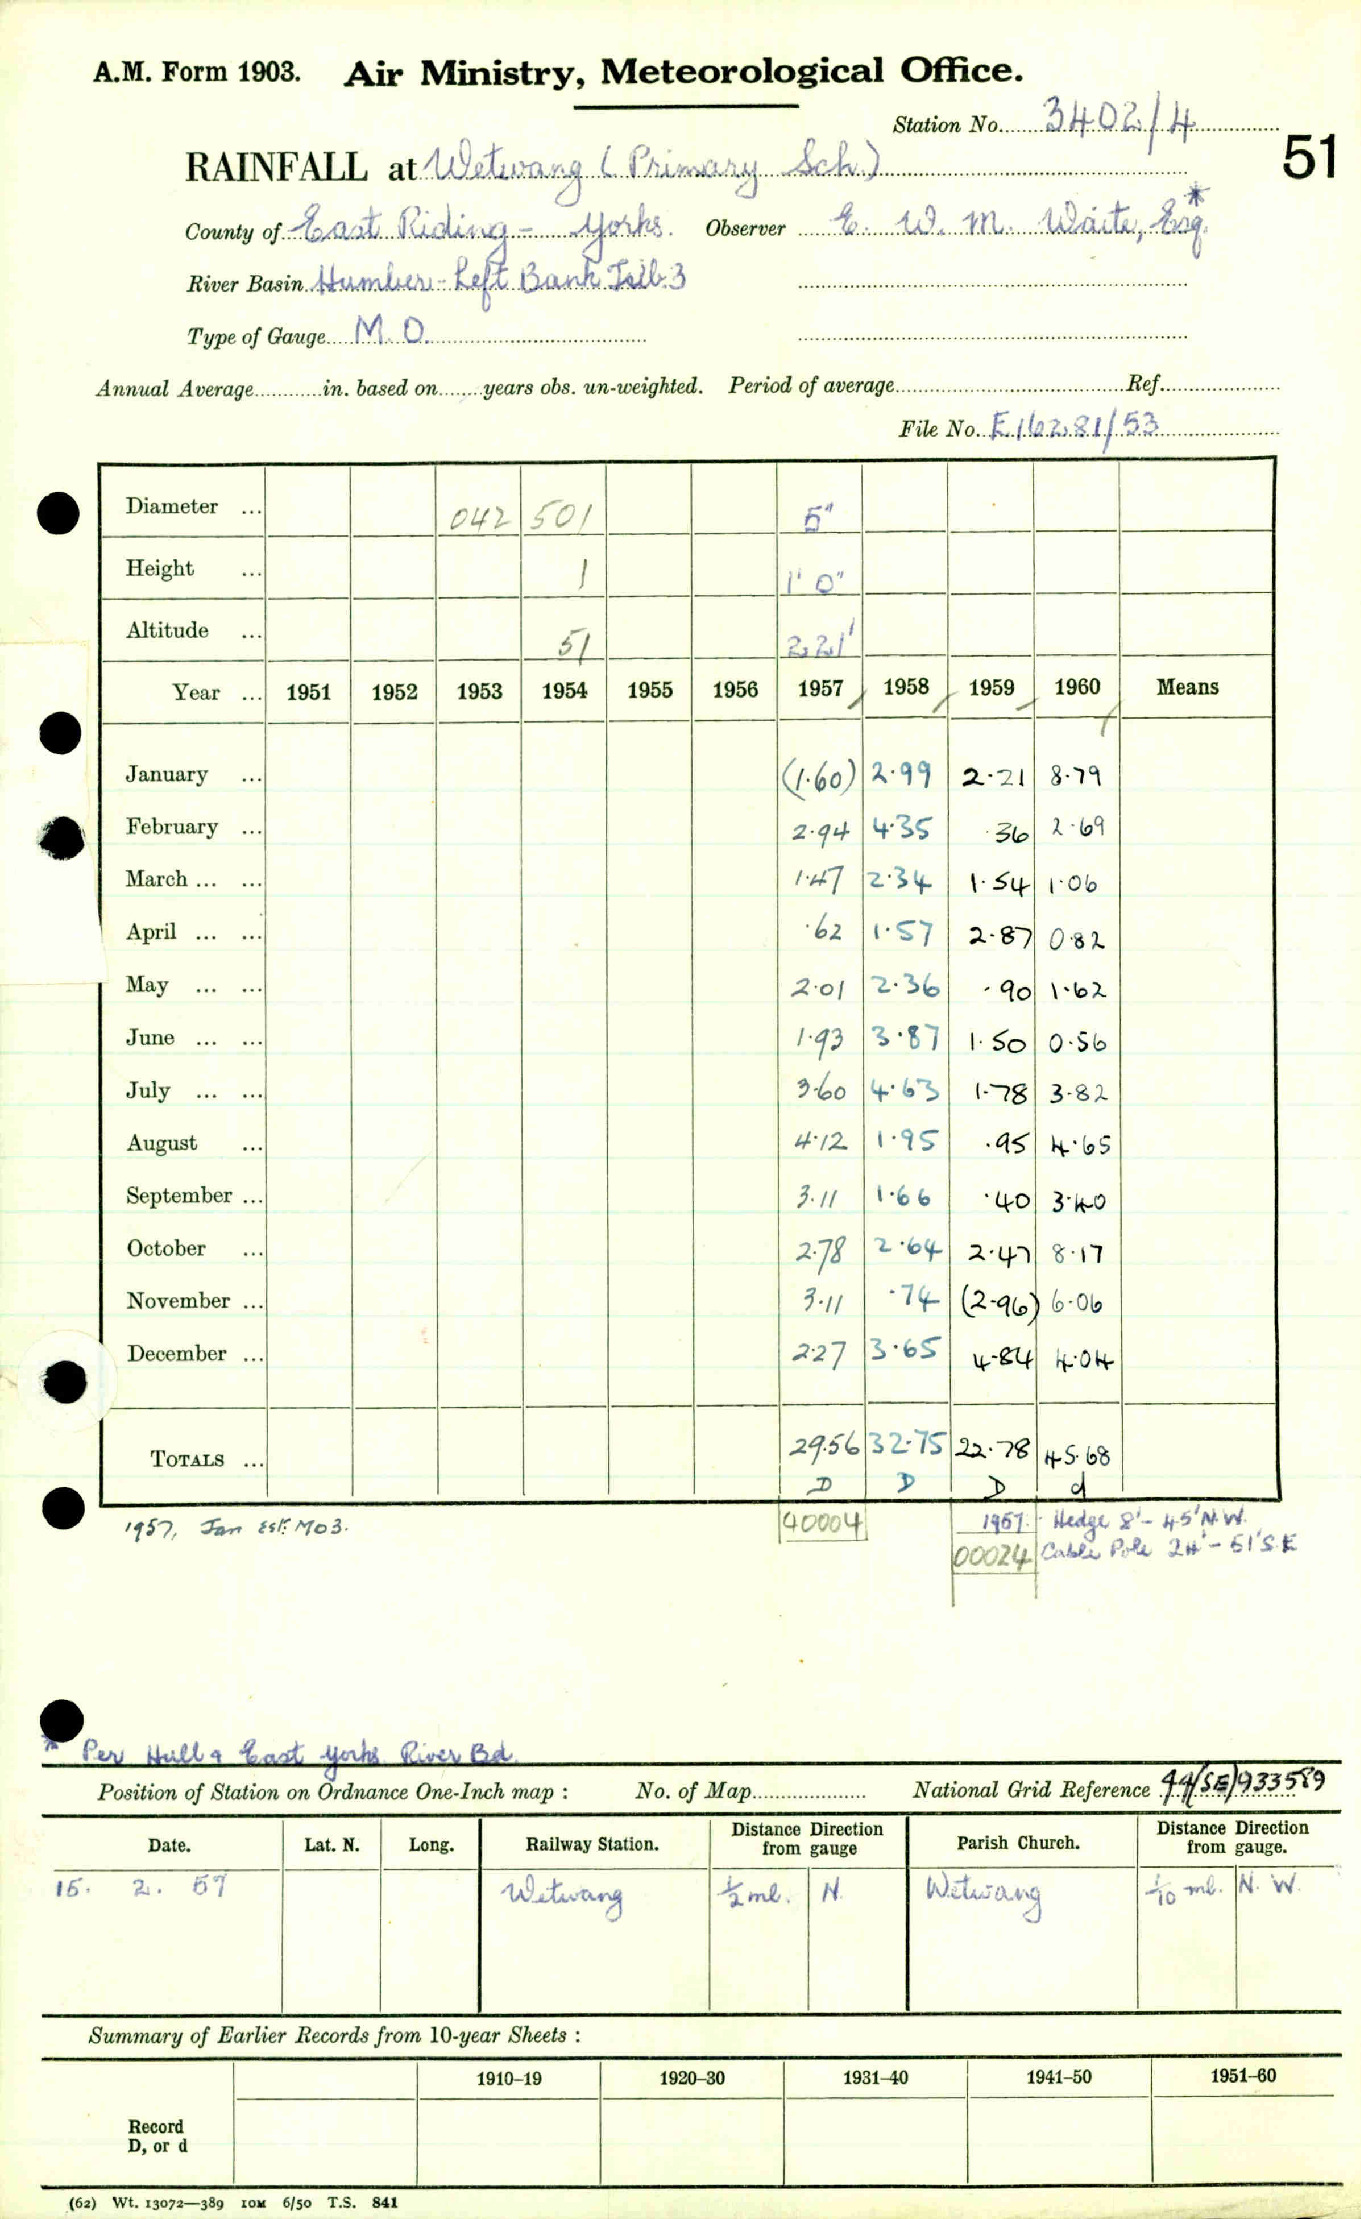 A.M. Form 1903. Air Ministry, Meteorological Office.
Station No. 3402/4
51
RAINFALL at Wetwang (Primary Sch.)
County of East Riding - Yorks. Observer E. W. M. Waite, Esq.*
River Basin Humber - Left Bank Trib. 3
Type of Gauge M. O.
Annual Average in. based on years obs. un-weighted. Period of average Ref.
File No. E16281/53
Diameter ... 042 501 5"
Height ... 1 1' 0"
Altitude ... 51 221'
Year ... 1951 1952 1953 1954 1955 1956 1957 1958 1959 1960 Means
January ... (1.60) 2.99 2.21 8.79
February ... 2.94 4.35 .36 2.69
March ... ... 1.47 2.34 1.54 1.06
April ... ... .62 1.57 2.87 0.82
May ... ... 2.01 2.36 .90 1.62
June ... ... 1.93 3.87 1.50 0.56
July ... ... 3.60 4.63 1.78 3.82
August ... 4.12 1.95 .95 4.65
September ... 3.11 1.66 .40 3.40
October ... 2.78 2.64 2.47 8.17
November ... 3.11 .74 (2.96) 6.06
December ... 2.27 3.65 4.84 4.04
TOTALS ... 29.56 32.75 22.78 45.68
D D D d
1957, Jan Est. MO3. 40004 1957. Hedge 8' - 45' N.W.
00024 Cable Pole 24' - 51' S.E
* Per Hull & East Yorks. River Bd.
Position of Station on Ordnance One-Inch map : No. of Map National Grid Reference 44/(SE)933589
Date. Lat. N. Long. Railway Station. Distance Direction from gauge Parish Church. Distance Direction from gauge.
15. 2. 57 Wetwang ½ ml. N. Wetwang 1/10 ml. N. W.
Summary of Earlier Records from 10-year Sheets :
1910–19 1920–30 1931–40 1941–50 1951–60
Record
D, or d
(62) Wt. 13072—389 10M 6/50 T.S. 841